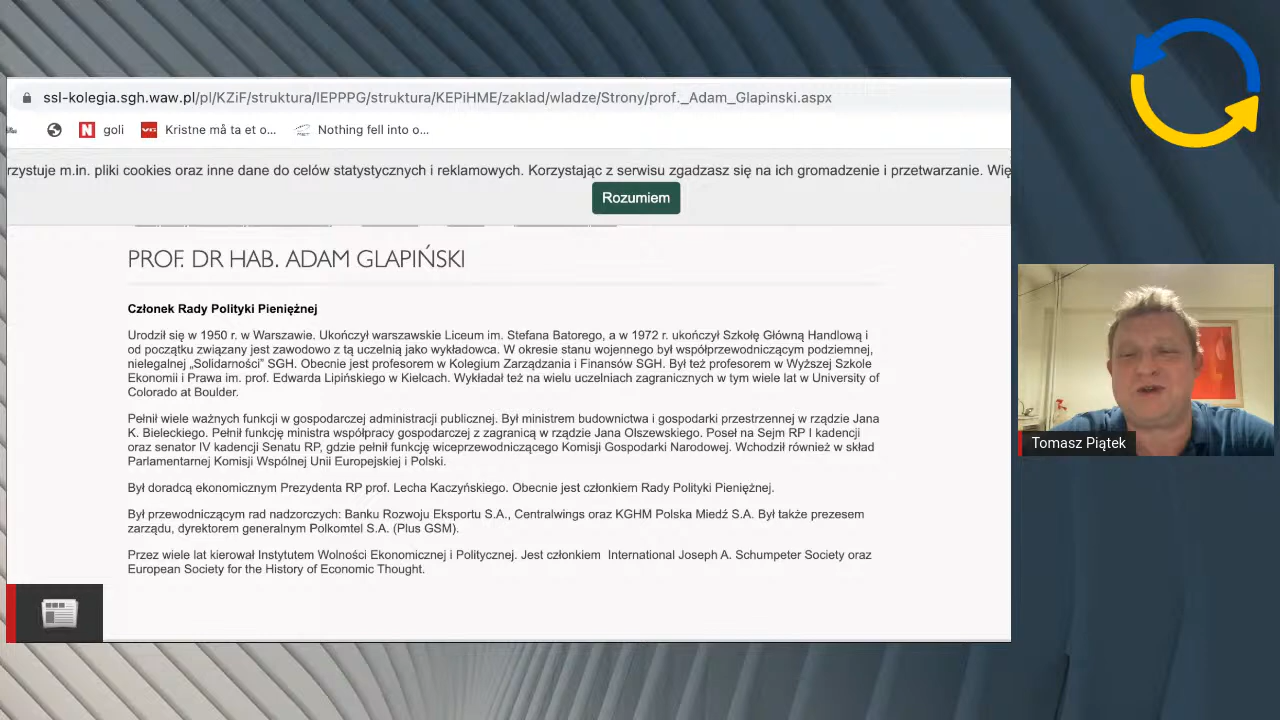 ssl-kolegia.sgh.waw.pl/pl/KZiF/struktura/IEPPPG/struktura/KEPiHME/zaklad/wladze/Strony/prof._Adam_Glapinski.aspx
goli
Kristne må ta et o...
Nothing fell into o...
rzystuje m.in. pliki cookies oraz inne dane do celów statystycznych i reklamowych. Korzystając z serwisu zgadzasz się na ich gromadzenie i przetwarzanie. Wię
Rozumiem
PROF. DR HAB. ADAM GLAPIŃSKI
Członek Rady Polityki Pieniężnej
Urodził się w 1950 r. w Warszawie. Ukończył warszawskie Liceum im. Stefana Batorego, a w 1972 r. ukończył Szkołę Główną Handlową i
od początku związany jest zawodowo z tą uczelnią jako wykładowca. W okresie stanu wojennego był współprzewodniczącym podziemnej,
nielegalnej „Solidarności” SGH. Obecnie jest profesorem w Kolegium Zarządzania i Finansów SGH. Był też profesorem w Wyższej Szkole
Ekonomii i Prawa im. prof. Edwarda Lipińskiego w Kielcach. Wykładał też na wielu uczelniach zagranicznych w tym wiele lat w University of
Colorado at Boulder.
Pełnił wiele ważnych funkcji w gospodarczej administracji publicznej. Był ministrem budownictwa i gospodarki przestrzennej w rządzie Jana
K. Bieleckiego. Pełnił funkcję ministra współpracy gospodarczej z zagranicą w rządzie Jana Olszewskiego. Poseł na Sejm RP I kadencji
oraz senator IV kadencji Senatu RP, gdzie pełnił funkcję wiceprzewodniczącego Komisji Gospodarki Narodowej. Wchodził również w skład
Parlamentarnej Komisji Wspólnej Unii Europejskiej i Polski.
Był doradcą ekonomicznym Prezydenta RP prof. Lecha Kaczyńskiego. Obecnie jest członkiem Rady Polityki Pieniężnej.
Był przewodniczącym rad nadzorczych: Banku Rozwoju Eksportu S.A., Centralwings oraz KGHM Polska Miedź S.A. Był także prezesem
zarządu, dyrektorem generalnym Polkomtel S.A. (Plus GSM).
Przez wiele lat kierował Instytutem Wolności Ekonomicznej i Politycznej. Jest członkiem International Joseph A. Schumpeter Society oraz
European Society for the History of Economic Thought.
Tomasz Piątek